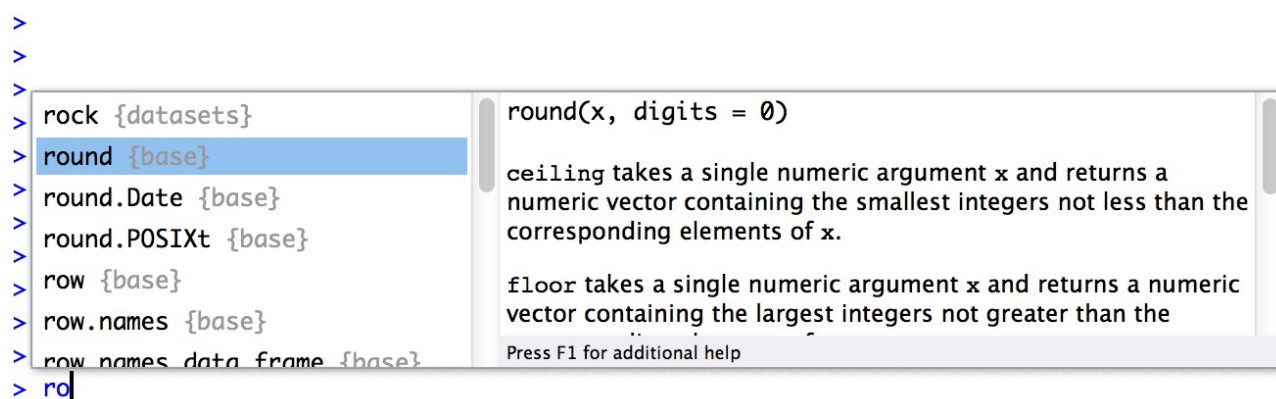 >
>
>
>
>
>
>
>
>
>
>
rock {datasets}
round {base}
round.Date {base}
round.POSIXt {base}
row {base}
row.names {base}
row.names.data.frame {base}
round(x, digits = 0)
ceiling takes a single numeric argument x and returns a
numeric vector containing the smallest integers not less than the
corresponding elements of x.
floor takes a single numeric argument x and returns a numeric
vector containing the largest integers not greater than the
Press F1 for additional help
> ro